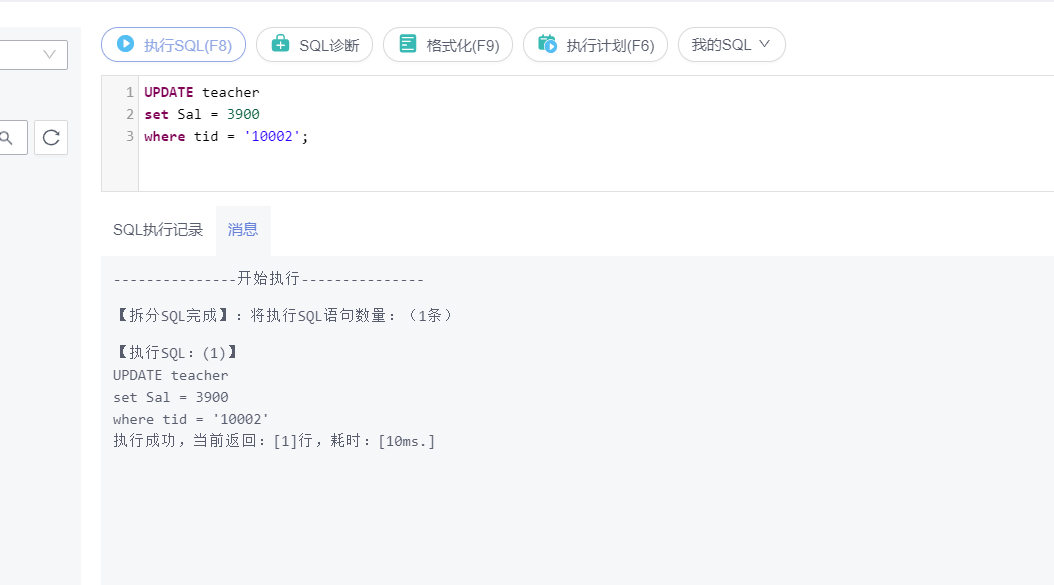 执行SQL(F8) SQL诊断 格式化(F9) 执行计划(F6) 我的SQL
1 UPDATE teacher
2 set Sal = 3900
3 where tid = '10002';
SQL执行记录 消息
---------------开始执行---------------
【拆分SQL完成】：将执行SQL语句数量：（1条）
【执行SQL：(1)】
UPDATE teacher
set Sal = 3900
where tid = '10002'
执行成功，当前返回：[1]行，耗时：[10ms.]